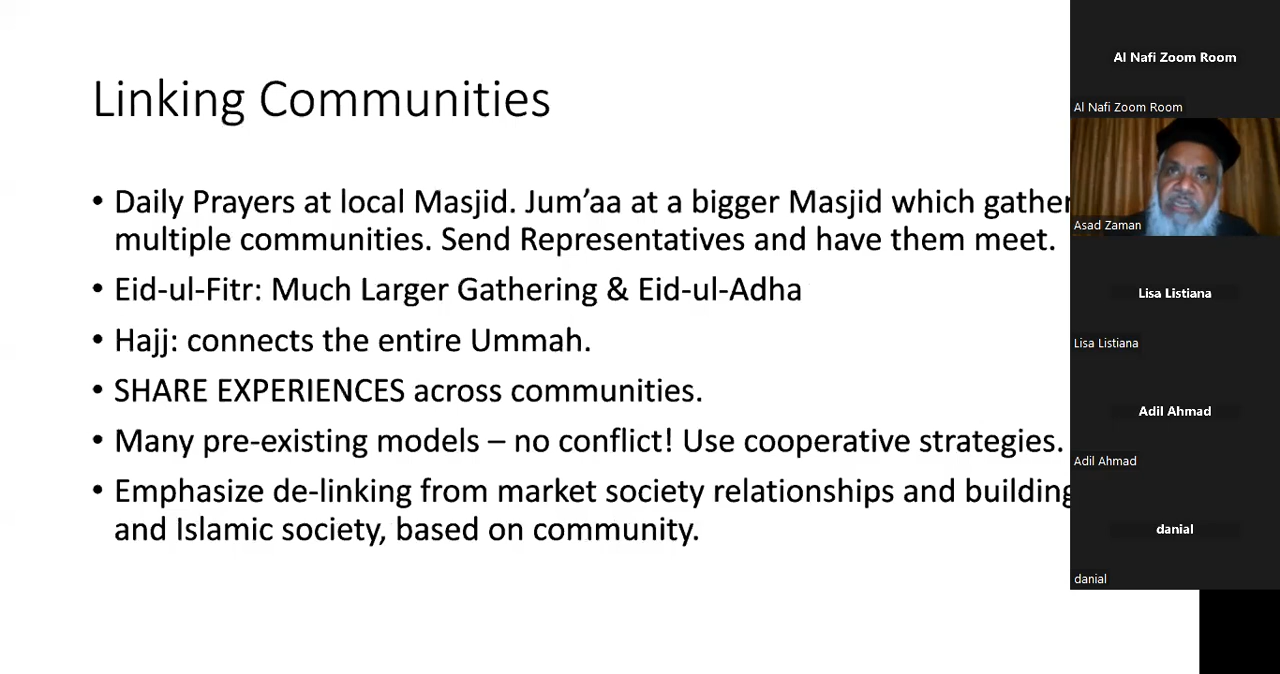 Linking Communities
• Daily Prayers at local Masjid. Jum’aa at a bigger Masjid which gather
multiple communities. Send Representatives and have them meet.
• Eid-ul-Fitr: Much Larger Gathering & Eid-ul-Adha
• Hajj: connects the entire Ummah.
• SHARE EXPERIENCES across communities.
• Many pre-existing models – no conflict! Use cooperative strategies.
• Emphasize de-linking from market society relationships and building
and Islamic society, based on community.
Al Nafi Zoom Room
Al Nafi Zoom Room
Asad Zaman
Lisa Listiana
Lisa Listiana
Adil Ahmad
Adil Ahmad
danial
danial